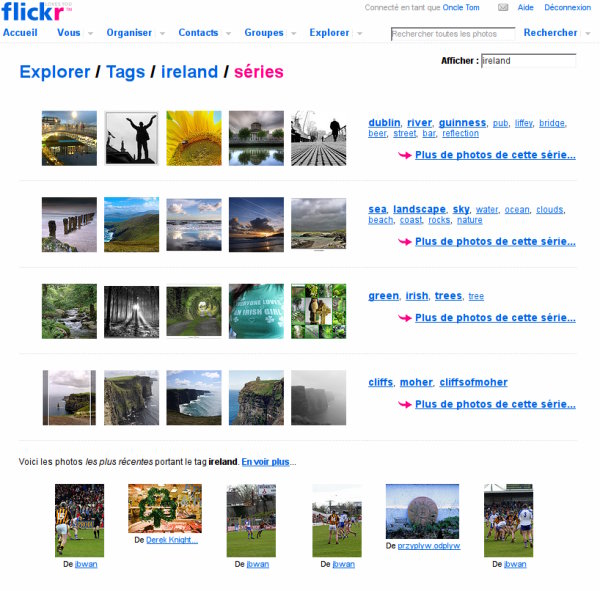 flickr LOVES YOU ™
Connecté en tant que Oncle Tom Aide Déconnexion
Accueil Vous Organiser Contacts Groupes Explorer Rechercher toutes les photos Rechercher
Afficher : ireland
Explorer / Tags / ireland / séries
dublin, river, guinness, pub, liffey, bridge,
beer, street, bar, reflection
Plus de photos de cette série...
sea, landscape, sky, water, ocean, clouds,
beach, coast, rocks, nature
Plus de photos de cette série...
green, irish, trees, tree
EVERYONE LOVES
AN IRISH GIRL
Plus de photos de cette série...
cliffs, moher, cliffsofmoher
Plus de photos de cette série...
Voici les photos les plus récentes portant le tag ireland. En voir plus...
De jbwan
De Derek Knight...
De jbwan
De jbwan
De przyplyw.odplyw
De jbwan